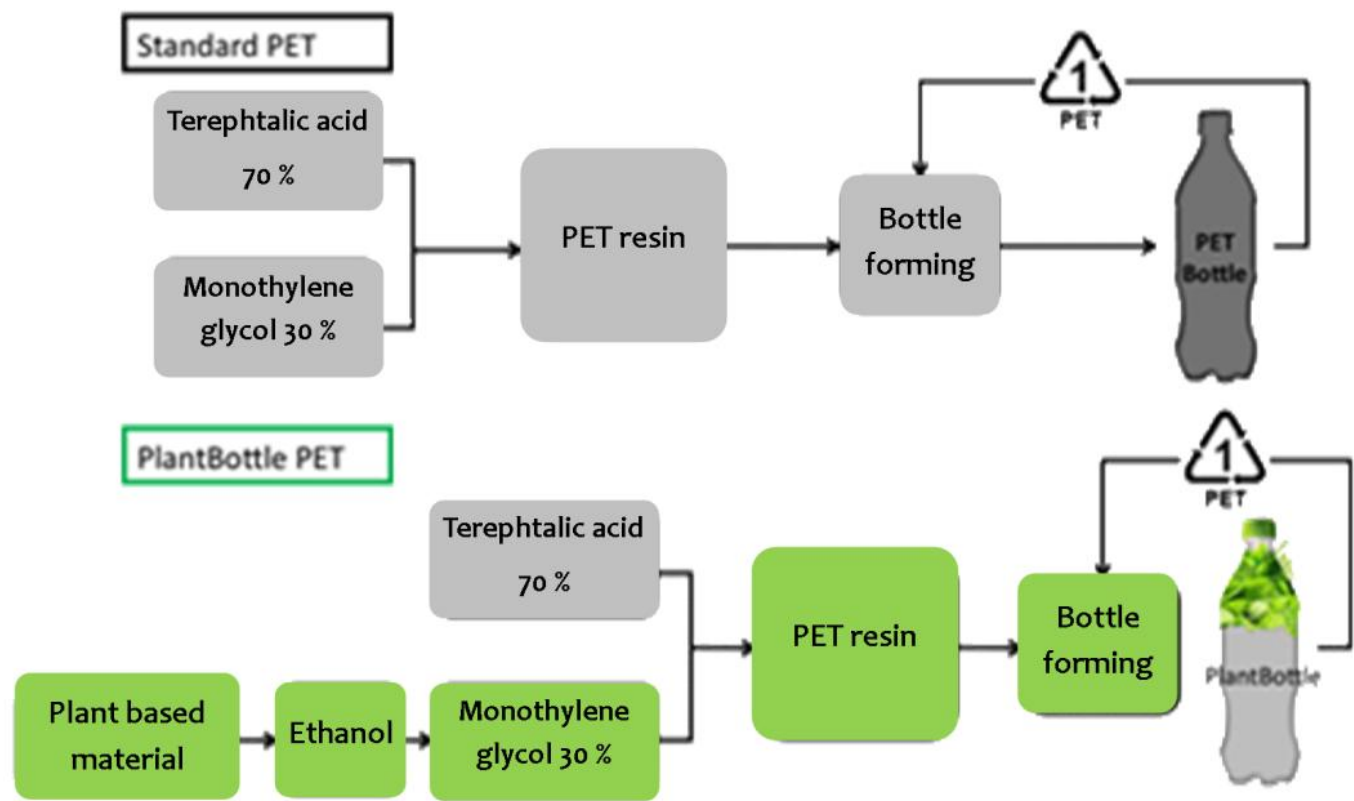 Standard PET
Terephtalic acid
70 %
Monothylene
glycol 30 %
PET resin
Bottle
forming
1
PET
PET
Bottle
PlantBottle PET
Terephtalic acid
70 %
Plant based
material
Ethanol
Monothylene
glycol 30 %
PET resin
Bottle
forming
1
PET
PlantBottle